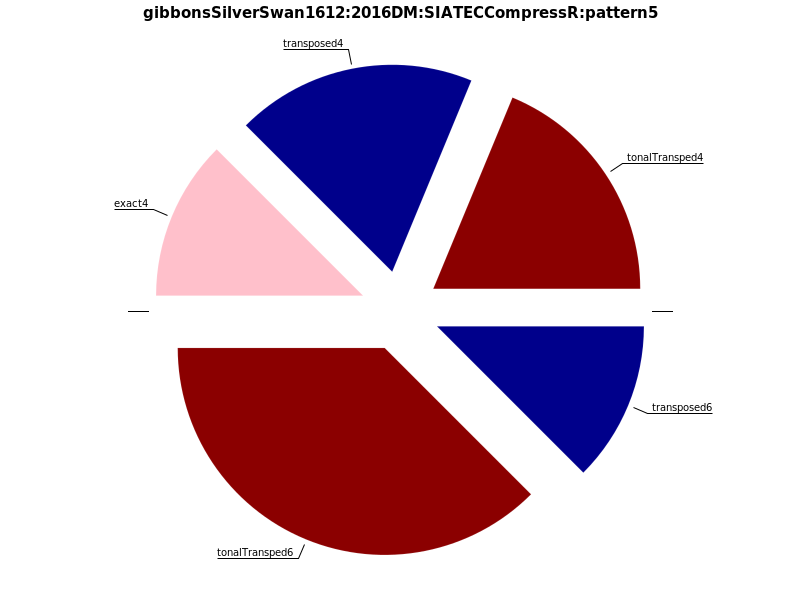 gibbonsSilverSwan1612:2016DM:SIATECCompressR:pattern5
transposed4
tonalTransped4
exact4
transposed6
tonalTransped6